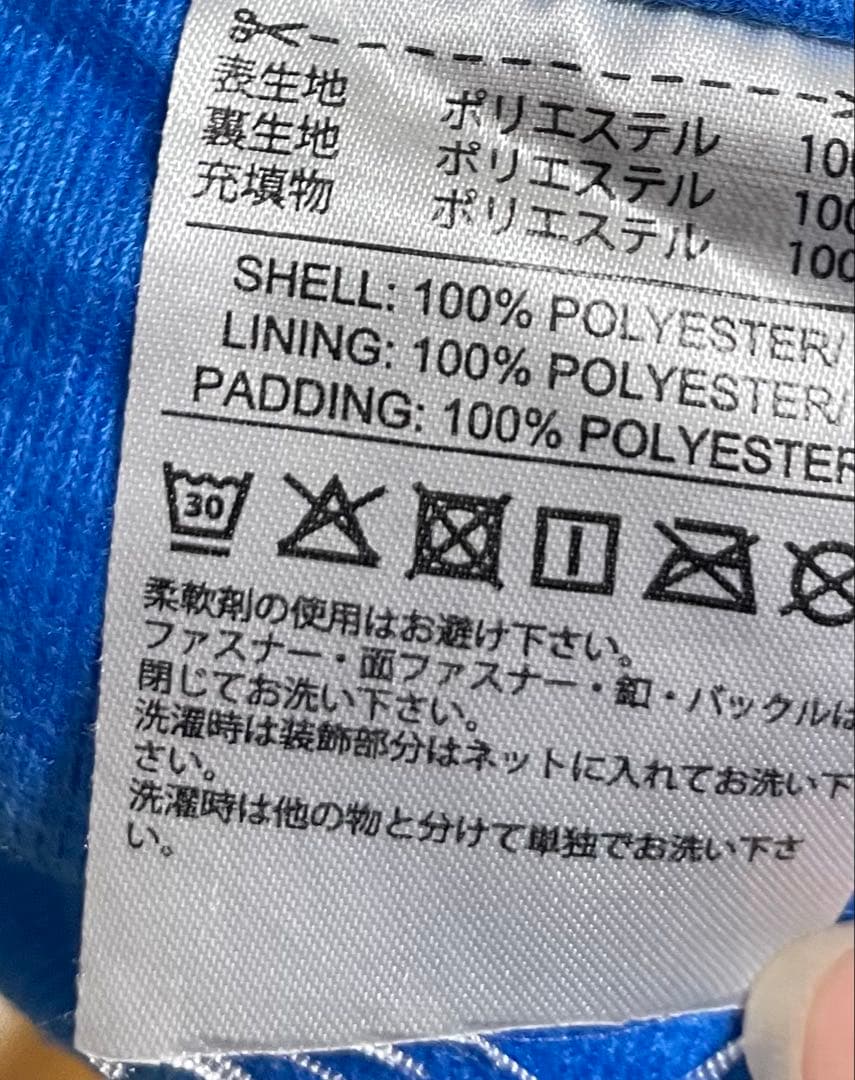 表生地 ポリエステル 100
裏生地 ポリエステル 100
充填物 ポリエステル 100
SHELL: 100% POLYESTER/
LINING: 100% POLYESTER/
PADDING: 100% POLYESTER
30
柔軟剤の使用はお避け下さい。
ファスナー・面ファスナー・釦・バックルは
閉じてお洗い下さい。
洗濯時は装飾部分はネットに入れてお洗い下
さい。
洗濯時は他の物と分けて単独でお洗い下さ
い。